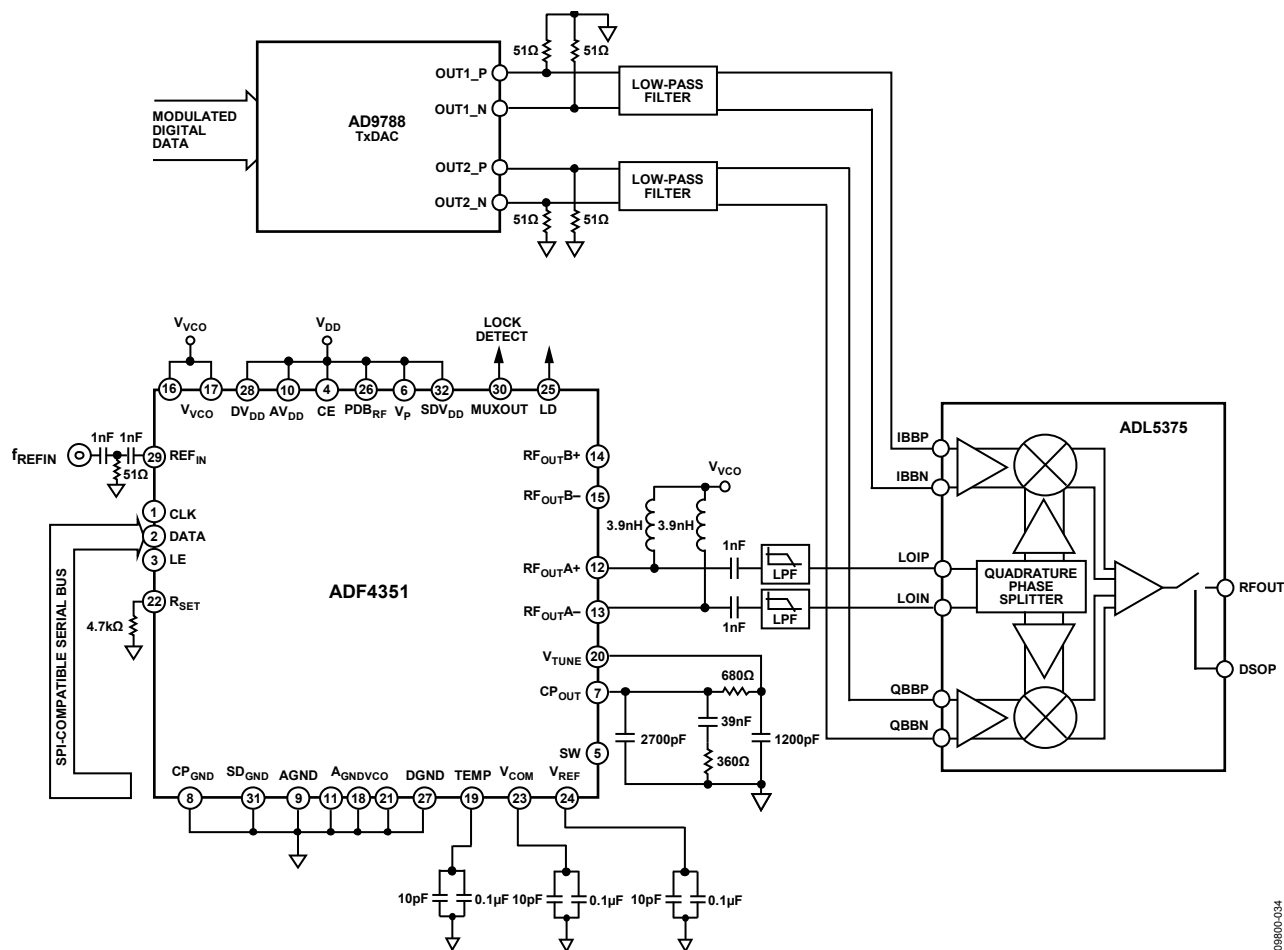 51Ω 51Ω
OUT1_P
LOW-PASS
FILTER
OUT1_N
MODULATED
DIGITAL
DATA
AD9788
TxDAC
OUT2_P
LOW-PASS
FILTER
OUT2_N
51Ω 51Ω
VVCO
VDD
LOCK
DETECT
16 17 28 10 4 26 6 32 30 25
VVCO DVDD AVDD CE PDBRF VP SDVDD MUXOUT LD
fREFIN
1nF 1nF
29 REFIN
51Ω
1 CLK
2 DATA
3 LE
22 RSET
4.7kΩ
SPI-COMPATIBLE SERIAL BUS
ADF4351
RFOUTB+ 14
RFOUTB– 15
VVCO
3.9nH 3.9nH
RFOUTA+ 12
1nF
LPF
RFOUTA– 13
1nF
LPF
VTUNE 20
680Ω
CPOUT 7
2700pF
39nF
360Ω
1200pF
SW 5
CPGND SDGND AGND AGNDVCO DGND TEMP VCOM VREF
8 31 9 11 18 21 27 19 23 24
10pF 0.1µF 10pF 0.1µF 10pF 0.1µF
ADL5375
IBBP
IBBN
LOIP
LOIN
QUADRATURE
PHASE
SPLITTER
RFOUT
DSOP
QBBP
QBBN
09800-034